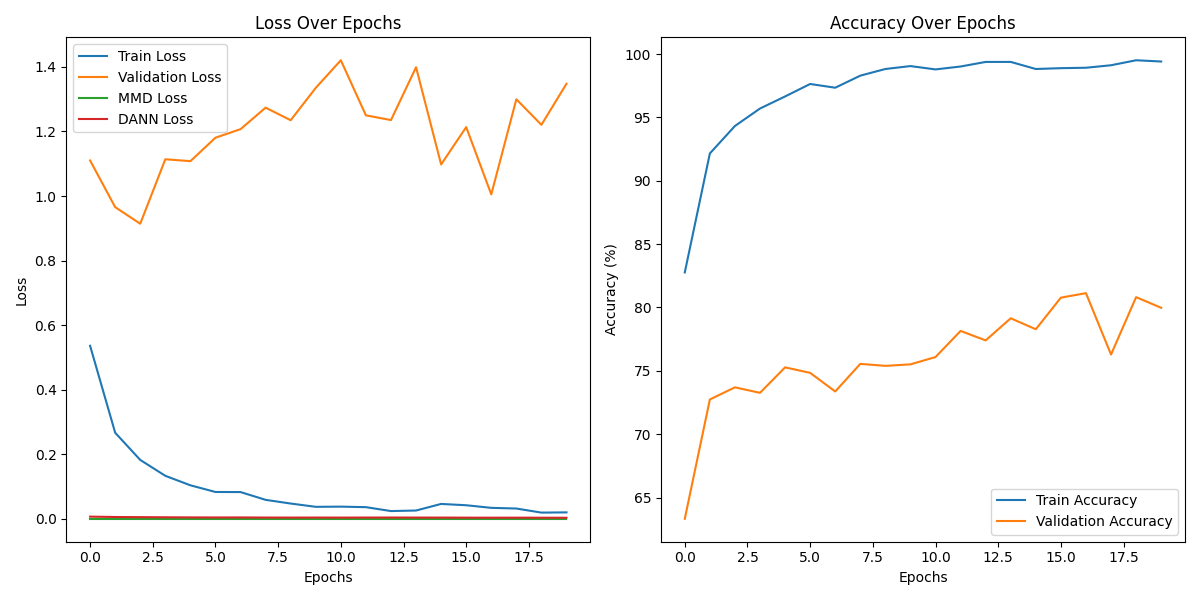 Loss Over Epochs
Train Loss
Validation Loss
MMD Loss
DANN Loss
1.4
1.2
1.0
0.8
0.6
0.4
0.2
0.0
Loss
0.0 2.5 5.0 7.5 10.0 12.5 15.0 17.5
Epochs
Accuracy Over Epochs
100
95
90
85
80
75
70
65
Accuracy (%)
Train Accuracy
Validation Accuracy
0.0 2.5 5.0 7.5 10.0 12.5 15.0 17.5
Epochs